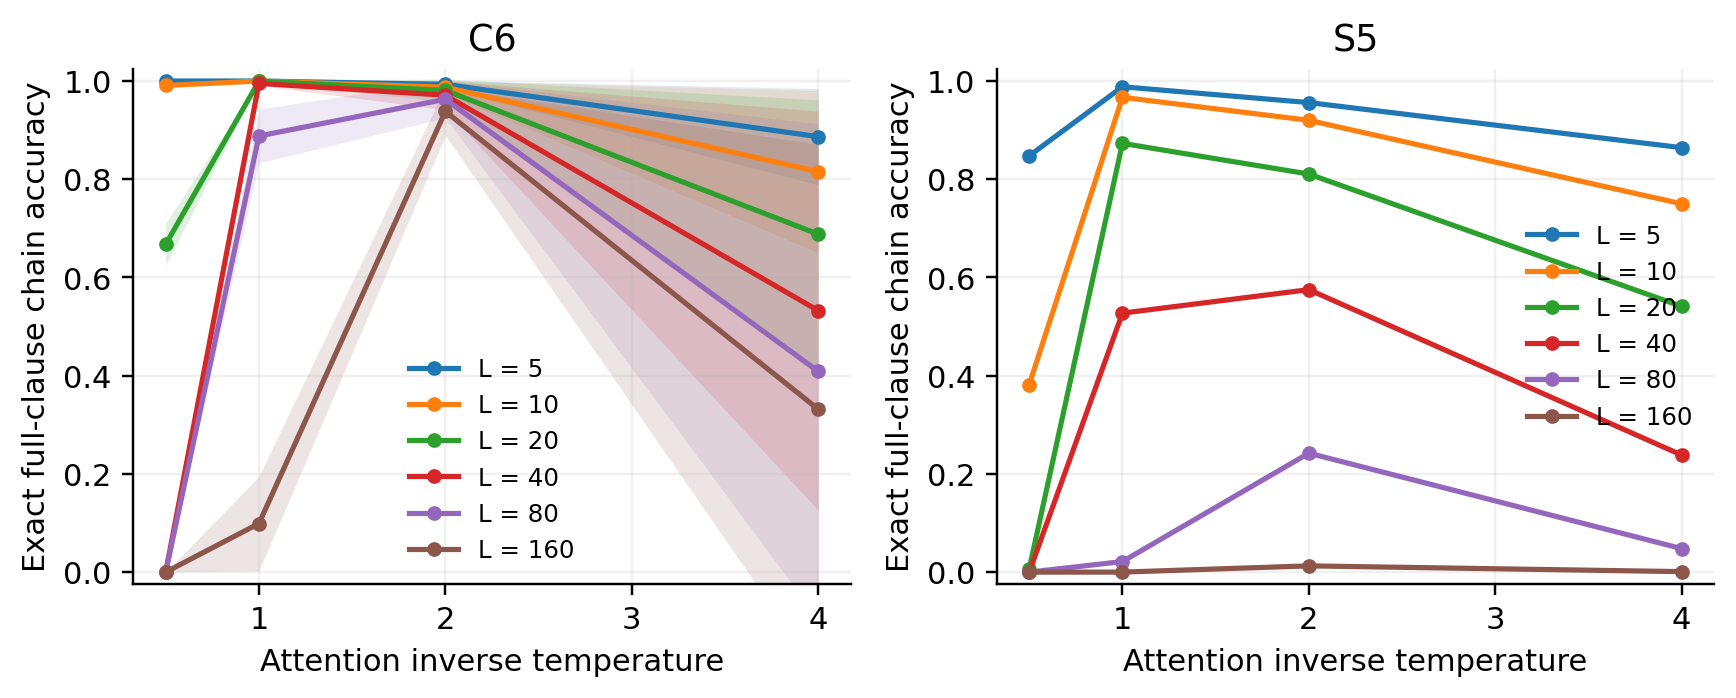 C6
Exact full-clause chain accuracy
1.0
0.8
0.6
0.4
0.2
0.0
L = 5
L = 10
L = 20
L = 40
L = 80
L = 160
1
2
3
4
Attention inverse temperature
S5
Exact full-clause chain accuracy
1.0
0.8
0.6
0.4
0.2
0.0
L = 5
L = 10
L = 20
L = 40
L = 80
L = 160
1
2
3
4
Attention inverse temperature